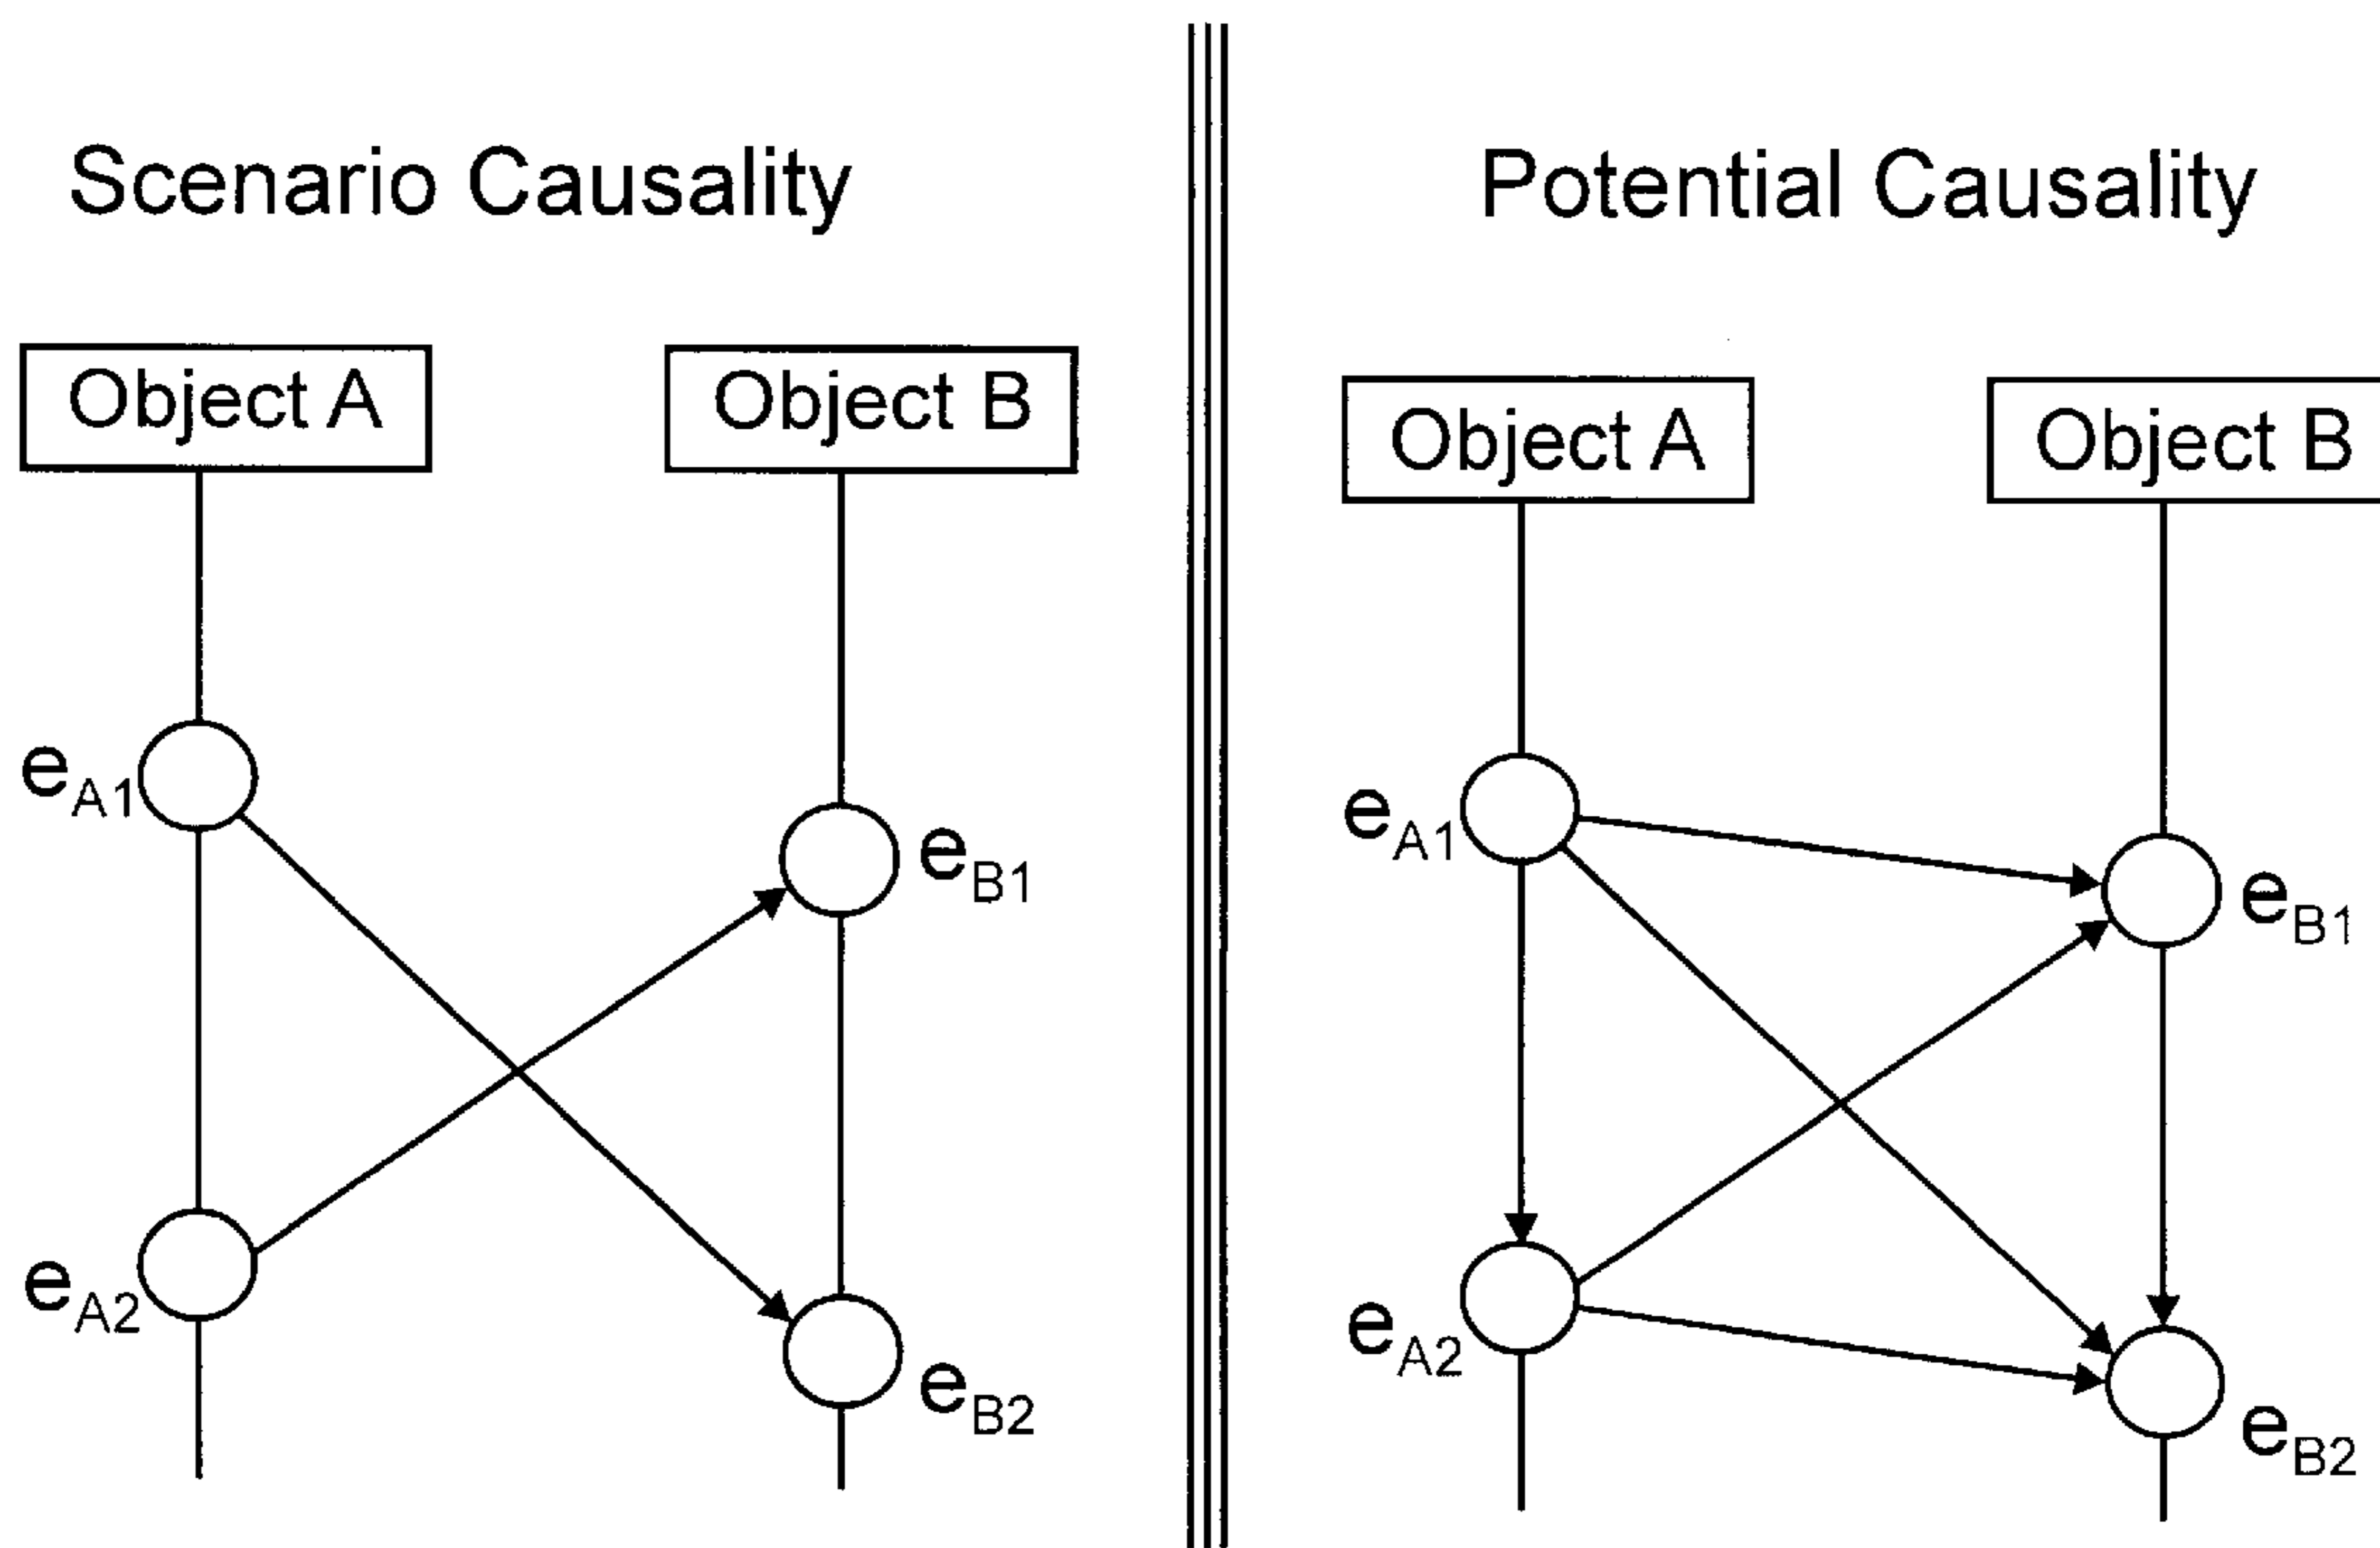 Scenario Causality
Object A
Object B
eA1
eB1
eA2
eB2
Potential Causality
Object A
Object B
eA1
eB1
eA2
eB2